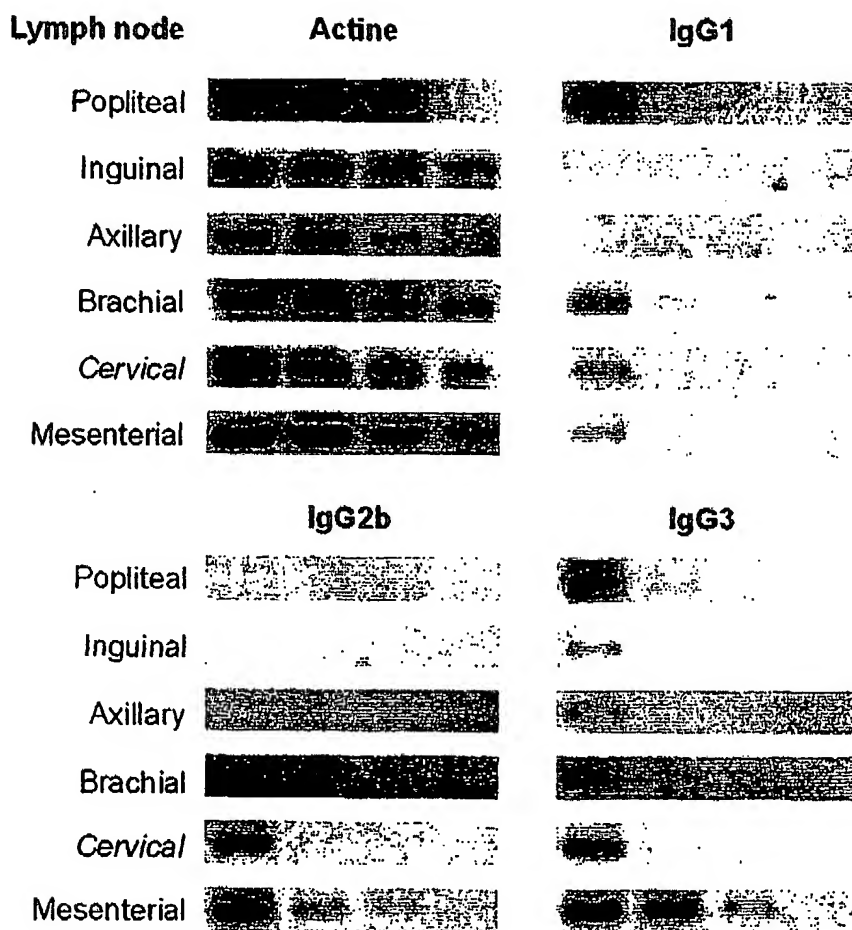 Lymph node Actine IgG1
Popliteal
Inguinal
Axillary
Brachial
Cervical
Mesenterial
IgG2b IgG3
Popliteal
Inguinal
Axillary
Brachial
Cervical
Mesenterial